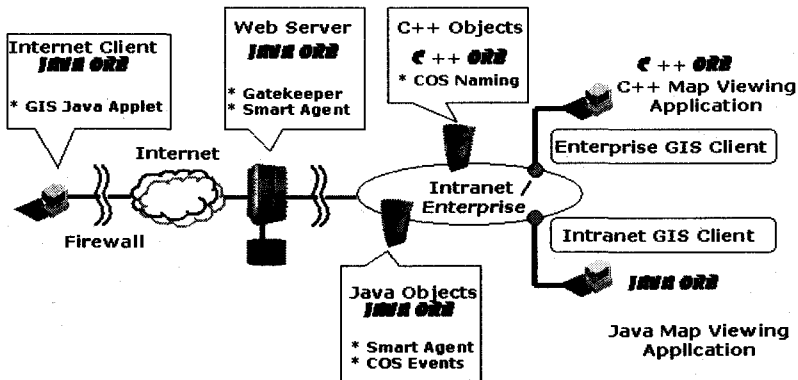 Internet Client
JAVA ORB
* GIS Java Applet
Web Server
JAVA ORB
* Gatekeeper
* Smart Agent
C++ Objects
C ++ ORB
* COS Naming
C ++ ORB
C++ Map Viewing
Application
Internet
Firewall
Intranet /
Enterprise
Enterprise GIS Client
Intranet GIS Client
Java Objects
JAVA ORB
* Smart Agent
* COS Events
JAVA ORB
Java Map Viewing
Application